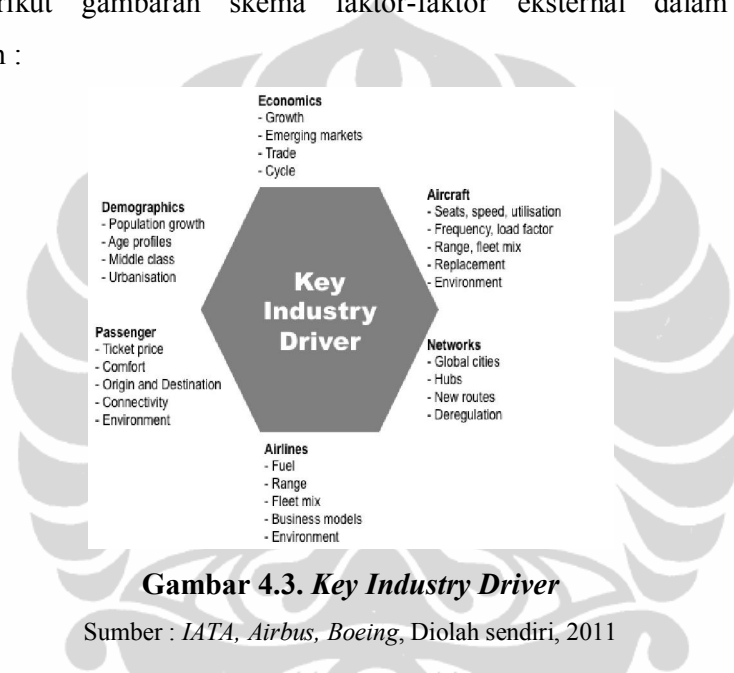 rikut gambaran skema faktor-faktor eksternal dalam
:
Economics
- Growth
- Emerging markets
- Trade
- Cycle
Aircraft
- Seats, speed, utilisation
- Frequency, load factor
- Range, fleet mix
- Replacement
- Environment
Demographics
- Population growth
- Age profiles
- Middle class
- Urbanisation
Key
Industry
Driver
Passenger
- Ticket price
- Comfort
- Origin and Destination
- Connectivity
- Environment
Networks
- Global cities
- Hubs
- New routes
- Deregulation
Airlines
- Fuel
- Range
- Fleet mix
- Business models
- Environment
Gambar 4.3. Key Industry Driver
Sumber : IATA, Airbus, Boeing, Diolah sendiri, 2011